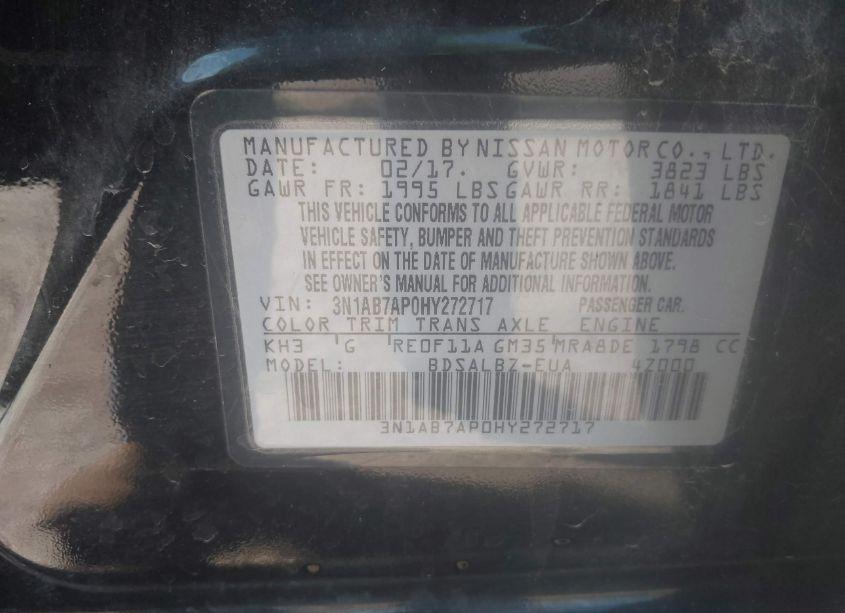 MANUFACTURED BY NISSAN MOTOR CO., LTD.
DATE: 02/17. GVWR: 3823 LBS
GAWR FR: 1995 LBS GAWR RR: 1841 LBS
THIS VEHICLE CONFORMS TO ALL APPLICABLE FEDERAL MOTOR
VEHICLE SAFETY, BUMPER AND THEFT PREVENTION STANDARDS
IN EFFECT ON THE DATE OF MANUFACTURE SHOWN ABOVE.
SEE OWNER'S MANUAL FOR ADDITIONAL INFORMATION.
VIN: 3N1AB7AP0HY272717 PASSENGER CAR.
COLOR TRIM TRANS AXLE ENGINE
KH3 'G 'RE0F11A GM35'MRA8DE 1798 CC
MODEL: BDSALBZ-EUA 4Z000
3N1AB7AP0HY272717